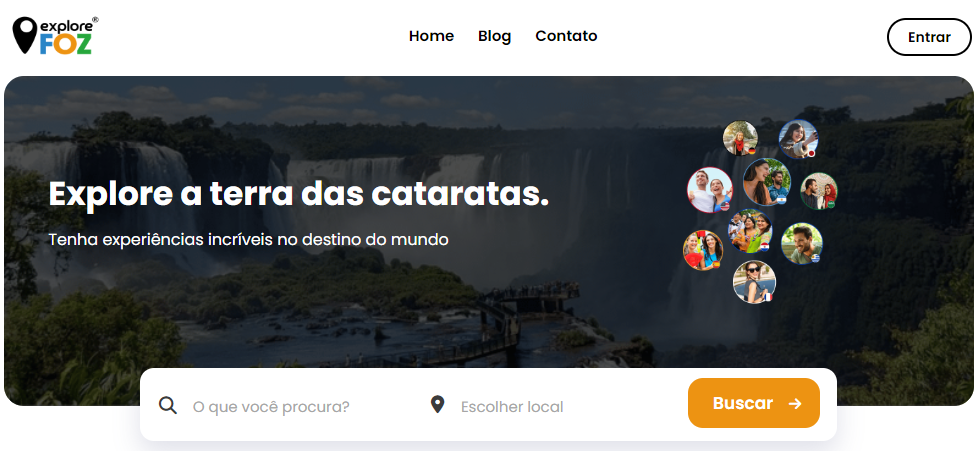 explore®
FOZ
Home Blog Contato
Entrar
Explore a terra das cataratas.
Tenha experiências incríveis no destino do mundo
O que você procura?
Escolher local
Buscar →